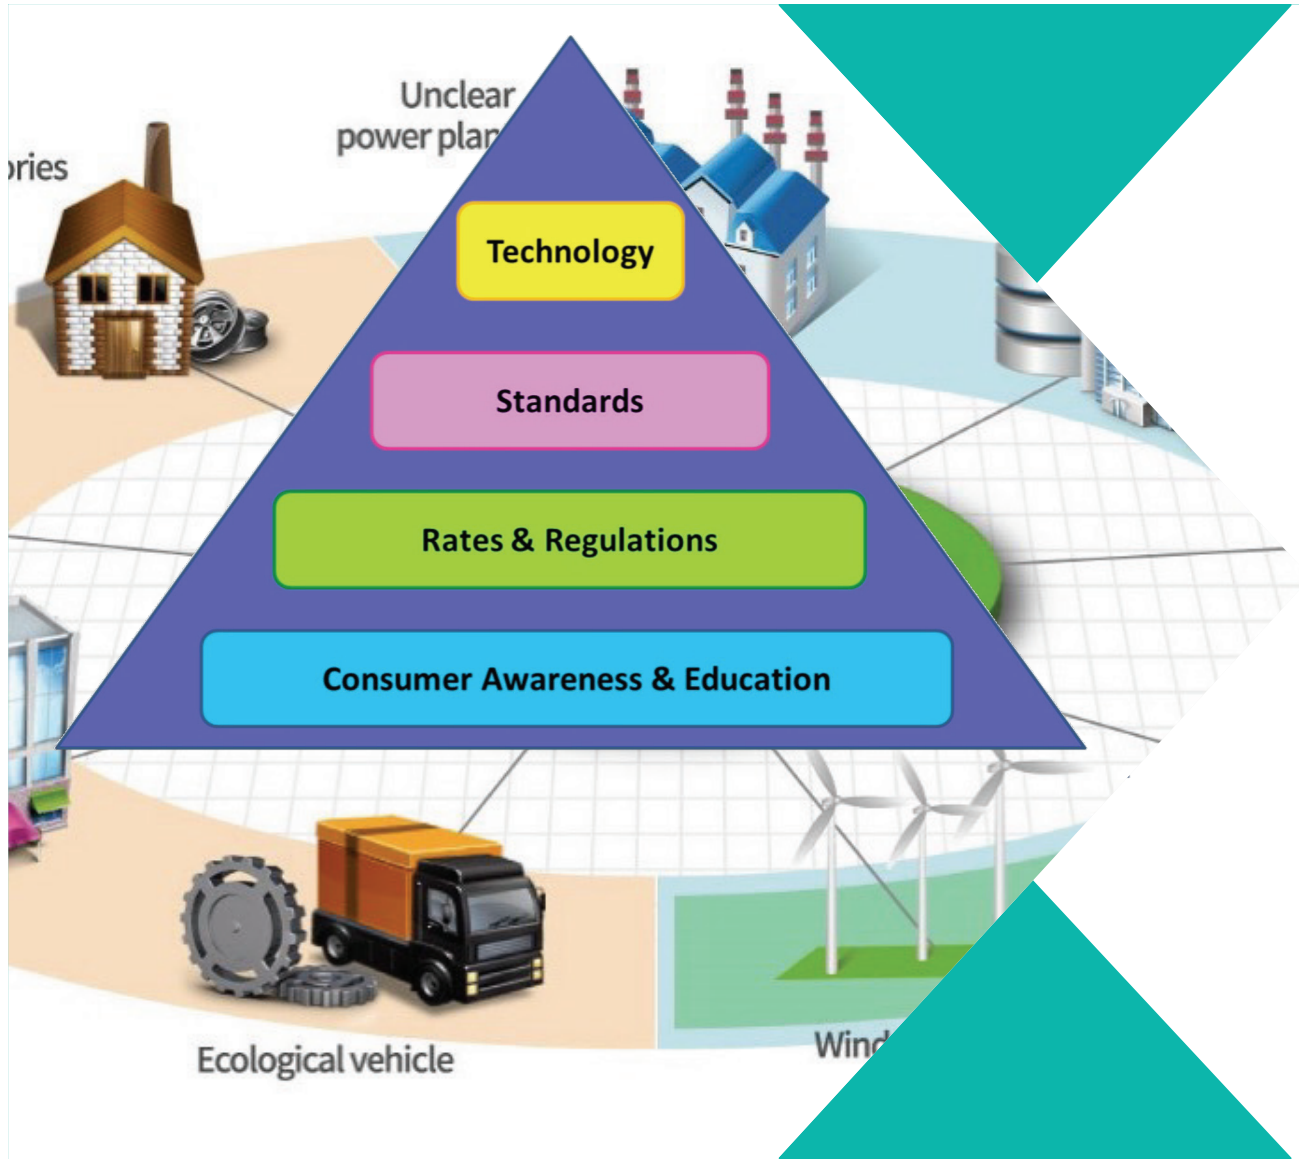 Unclear
power plan
ories
Technology
Standards
Rates & Regulations
Consumer Awareness & Education
Wind
Ecological vehicle